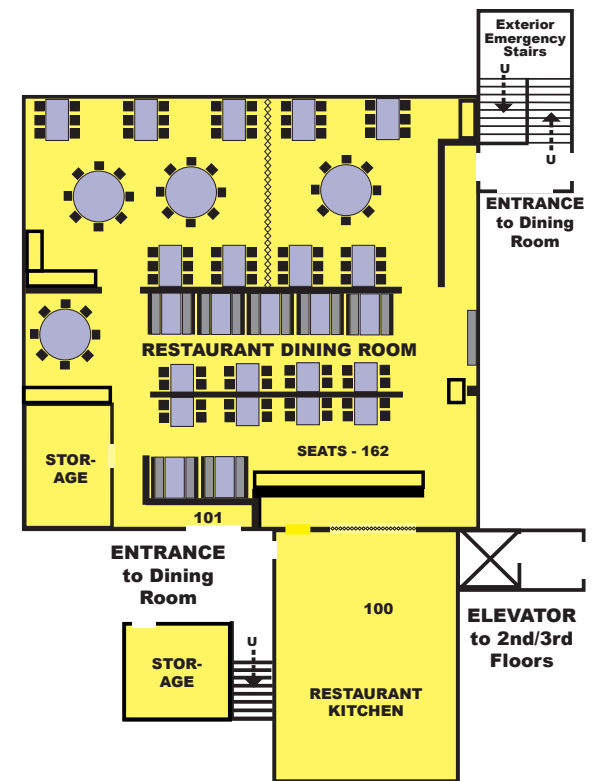 Exterior
Emergency
Stairs
U
U
ENTRANCE
to Dining
Room
RESTAURANT DINING ROOM
SEATS - 162
STOR-
AGE
101
ENTRANCE
to Dining
Room
100
ELEVATOR
to 2nd/3rd
Floors
U
STOR-
AGE
RESTAURANT
KITCHEN